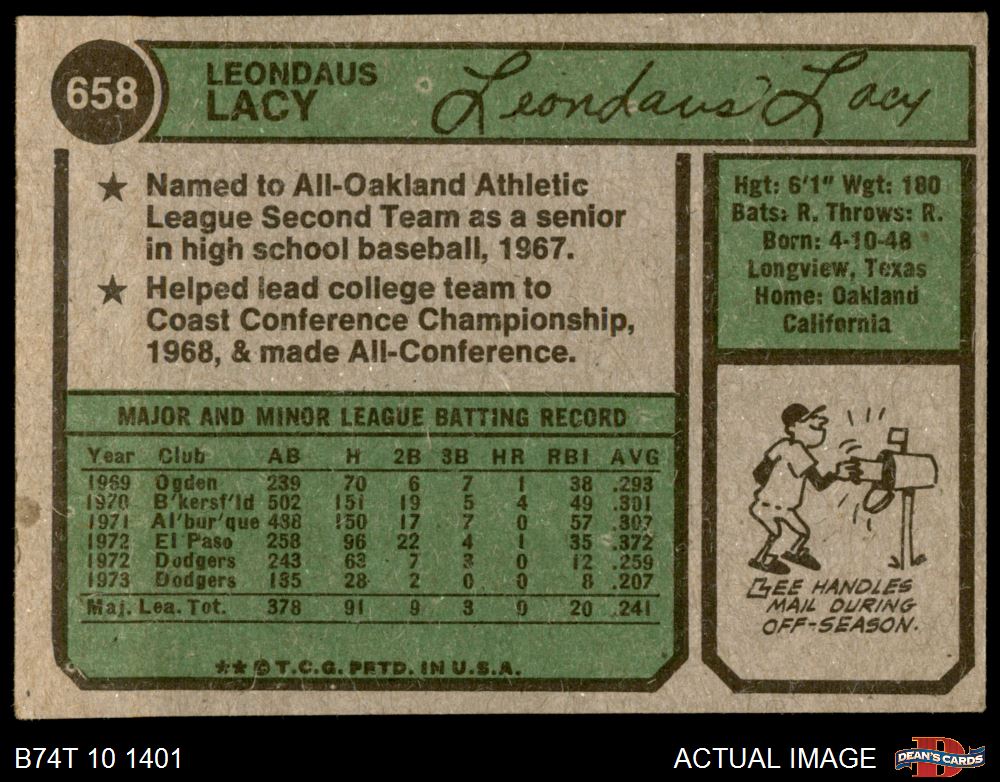 658
LEONDAUS
LACY
Leondaus Lacy
★ Named to All-Oakland Athletic
League Second Team as a senior
in high school baseball, 1967.
★ Helped lead college team to
Coast Conference Championship,
1968, & made All-Conference.
Hgt: 6'1" Wgt: 180
Bats: R. Throws: R.
Born: 4-10-48
Longview, Texas
Home: Oakland
California
MAJOR AND MINOR LEAGUE BATTING RECORD
Year Club AB H 2B 3B HR RBI AVG
1969 Ogden 239 70 6 7 1 38 .293
1970 B'kersf'ld 502 151 19 5 4 49 .301
1971 Al'bur'que 488 150 17 7 0 57 .307
1972 El Paso 258 96 22 4 1 35 .372
1972 Dodgers 243 63 7 3 0 12 .259
1973 Dodgers 135 28 2 0 0 8 .207
Maj. Lea. Tot. 378 91 9 3 0 20 .241
★★ © T.C.G. PRTD. IN U.S.A.
LEE HANDLES
MAIL DURING
OFF-SEASON.
B74T 10 1401
ACTUAL IMAGE
D
DEAN'S CARDS